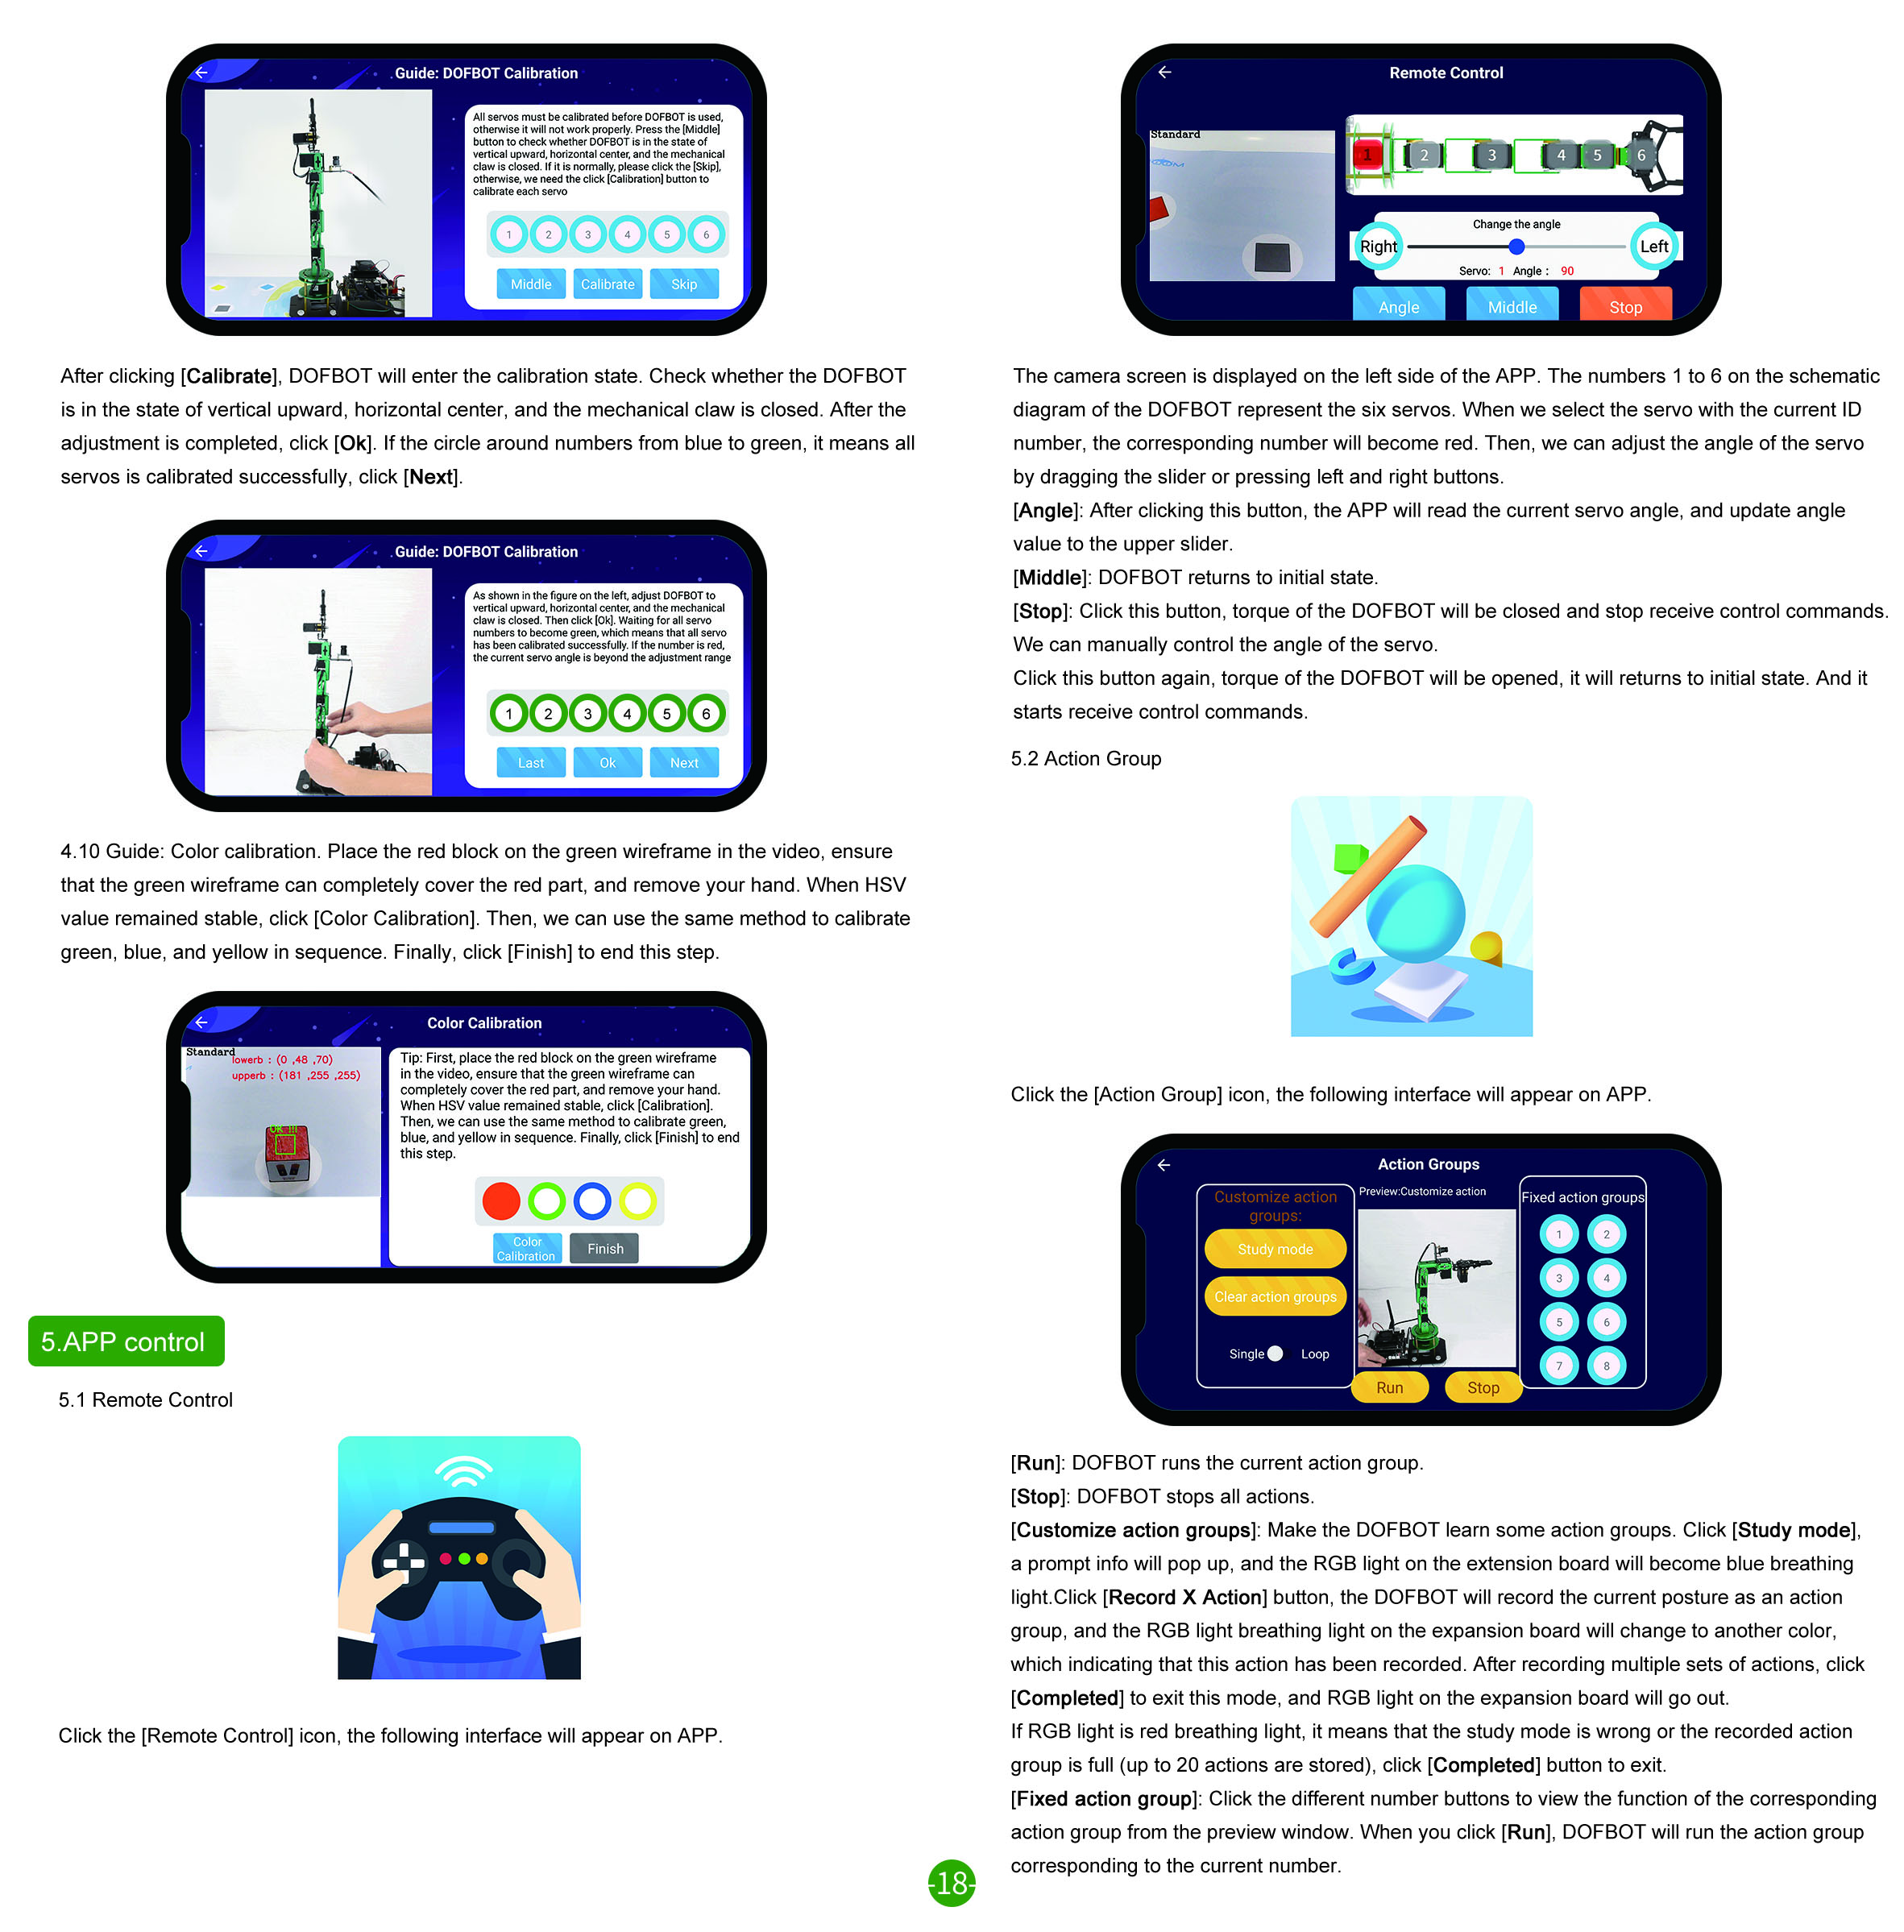 Guide: DOFBOT Calibration
All servos must be calibrated before DOFBOT is used,
otherwise it will not work properly. Press the [Middle]
button to check whether DOFBOT is in the state of
vertical upward, horizontal center, and the mechanical
claw is closed. If it is normally, please click the [Skip],
otherwise, we need the click [Calibration] button to
calibrate each servo
1 2 3 4 5 6
Middle Calibrate Skip
After clicking [Calibrate], DOFBOT will enter the calibration state. Check whether the DOFBOT
is in the state of vertical upward, horizontal center, and the mechanical claw is closed. After the
adjustment is completed, click [Ok]. If the circle around numbers from blue to green, it means all
servos is calibrated successfully, click [Next].
Guide: DOFBOT Calibration
As shown in the figure on the left, adjust DOFBOT to
vertical upward, horizontal center, and the mechanical
claw is closed. Then click [Ok]. Waiting for all servo
numbers to become green, which means that all servo
has been calibrated successfully. If the number is red,
the current servo angle is beyond the adjustment range
1 2 3 4 5 6
Last Ok Next
4.10 Guide: Color calibration. Place the red block on the green wireframe in the video, ensure
that the green wireframe can completely cover the red part, and remove your hand. When HSV
value remained stable, click [Color Calibration]. Then, we can use the same method to calibrate
green, blue, and yellow in sequence. Finally, click [Finish] to end this step.
Color Calibration
Standard
lowerb : (0 ,48 ,70)
upperb : (181 ,255 ,255)
OK !!!
Tip: First, place the red block on the green wireframe
in the video, ensure that the green wireframe can
completely cover the red part, and remove your hand.
When HSV value remained stable, click [Calibration].
Then, we can use the same method to calibrate green,
blue, and yellow in sequence. Finally, click [Finish] to end
this step.
Color
Calibration
Finish
5.APP control
5.1 Remote Control
Click the [Remote Control] icon, the following interface will appear on APP.
Remote Control
Standard
1 2 3 4 5 6
Change the angle
Right Left
Servo: 1 Angle : 90
Angle Middle Stop
The camera screen is displayed on the left side of the APP. The numbers 1 to 6 on the schematic
diagram of the DOFBOT represent the six servos. When we select the servo with the current ID
number, the corresponding number will become red. Then, we can adjust the angle of the servo
by dragging the slider or pressing left and right buttons.
[Angle]: After clicking this button, the APP will read the current servo angle, and update angle
value to the upper slider.
[Middle]: DOFBOT returns to initial state.
[Stop]: Click this button, torque of the DOFBOT will be closed and stop receive control commands.
We can manually control the angle of the servo.
Click this button again, torque of the DOFBOT will be opened, it will returns to initial state. And it
starts receive control commands.
5.2 Action Group
Click the [Action Group] icon, the following interface will appear on APP.
Action Groups
Customize action
groups:
Study mode
Clear action groups
Single Loop
Preview:Customize action
Run Stop
Fixed action groups
1 2
3 4
5 6
7 8
[Run]: DOFBOT runs the current action group.
[Stop]: DOFBOT stops all actions.
[Customize action groups]: Make the DOFBOT learn some action groups. Click [Study mode],
a prompt info will pop up, and the RGB light on the extension board will become blue breathing
light.Click [Record X Action] button, the DOFBOT will record the current posture as an action
group, and the RGB light breathing light on the expansion board will change to another color,
which indicating that this action has been recorded. After recording multiple sets of actions, click
[Completed] to exit this mode, and RGB light on the expansion board will go out.
If RGB light is red breathing light, it means that the study mode is wrong or the recorded action
group is full (up to 20 actions are stored), click [Completed] button to exit.
[Fixed action group]: Click the different number buttons to view the function of the corresponding
action group from the preview window. When you click [Run], DOFBOT will run the action group
corresponding to the current number.
-18-